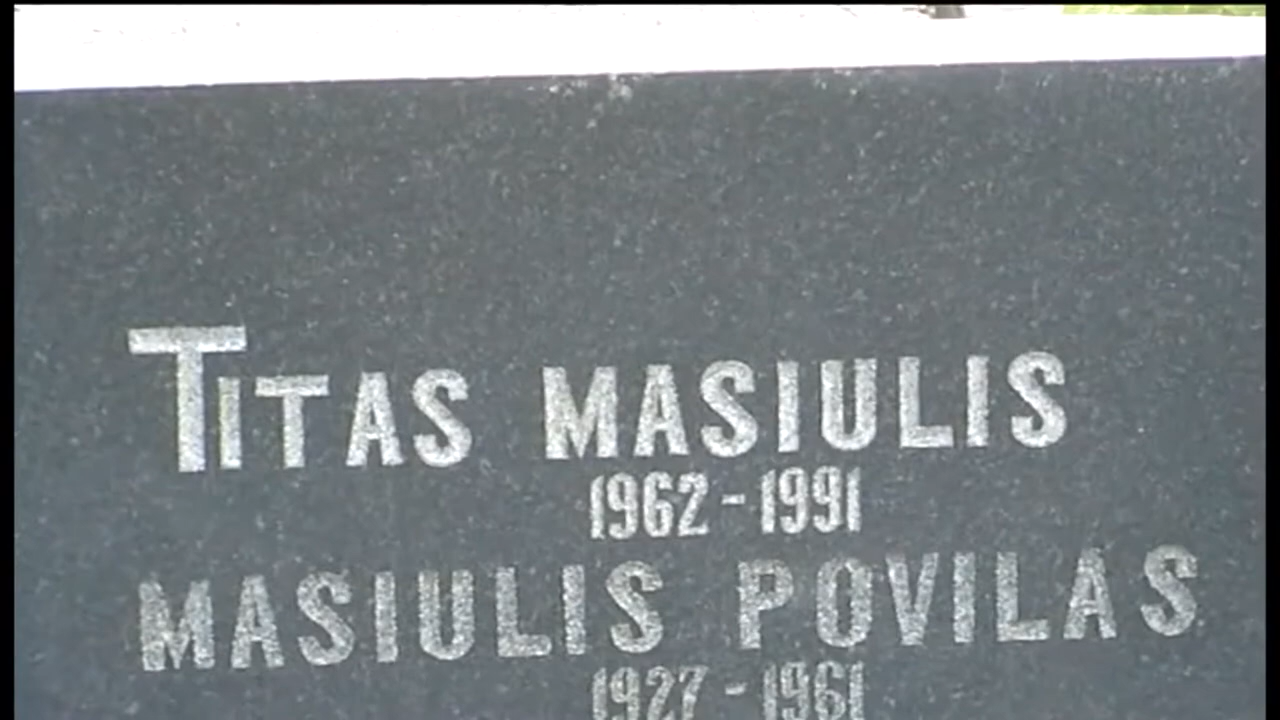 TITAS MASIULIS
1962 - 1991
MASIULIS POVILAS
1927 - 1961